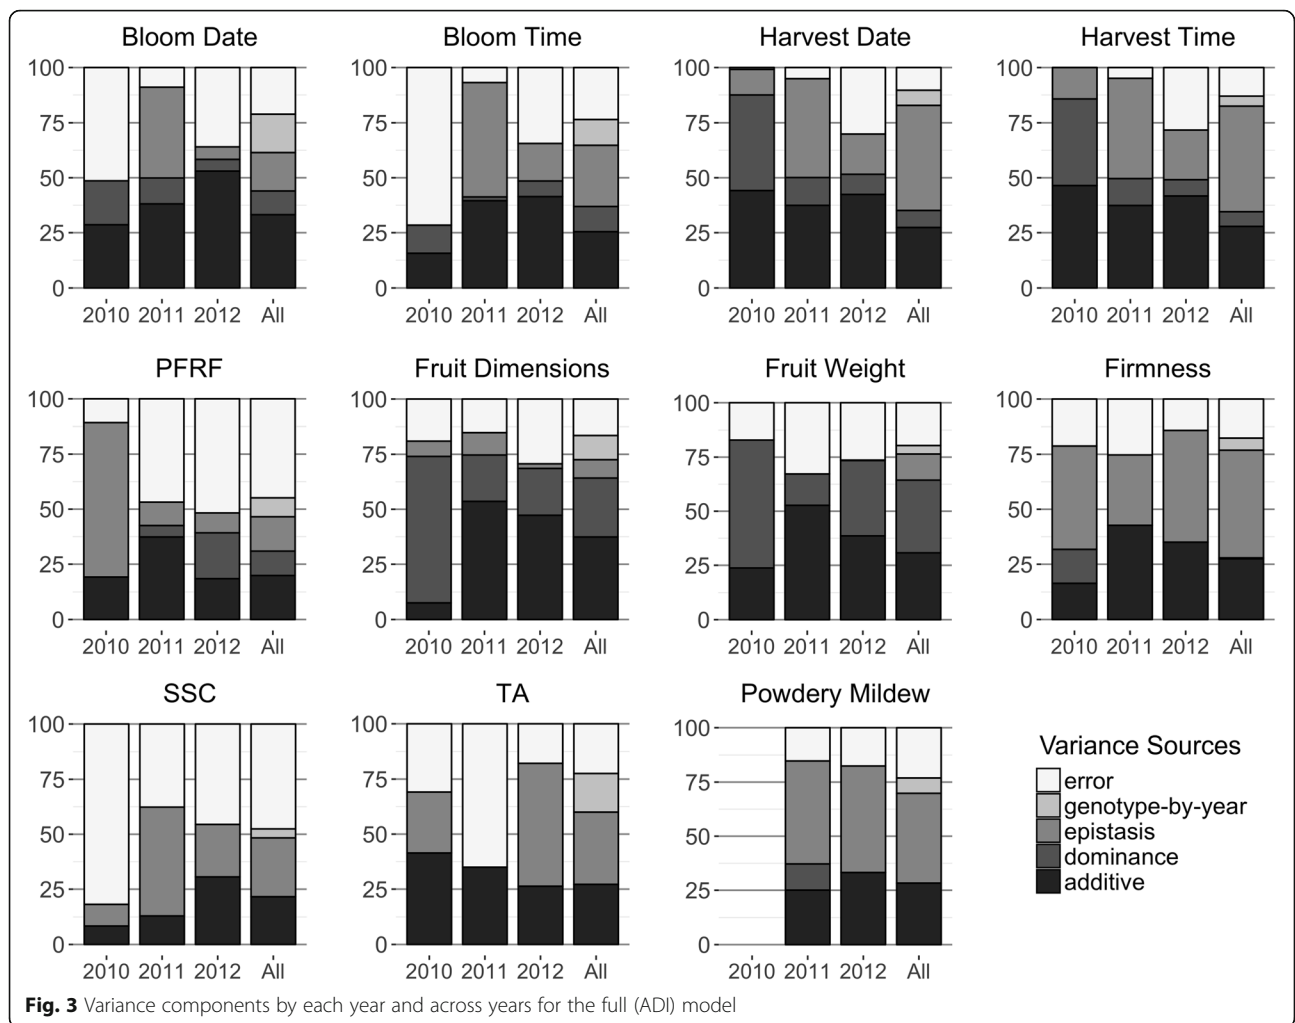 Bloom Date Bloom Time Harvest Date Harvest Time
100 100 100 100
75 75 75 75
50 50 50 50
25 25 25 25
0 0 0 0
2010 2011 2012 All 2010 2011 2012 All 2010 2011 2012 All 2010 2011 2012 All
PFRF Fruit Dimensions Fruit Weight Firmness
100 100 100 100
75 75 75 75
50 50 50 50
25 25 25 25
0 0 0 0
2010 2011 2012 All 2010 2011 2012 All 2010 2011 2012 All 2010 2011 2012 All
SSC TA Powdery Mildew
100 100 100
75 75 75
50 50 50
25 25 25
0 0 0
2010 2011 2012 All 2010 2011 2012 All 2010 2011 2012 All
Variance Sources
error
genotype-by-year
epistasis
dominance
additive
Fig. 3 Variance components by each year and across years for the full (ADI) model